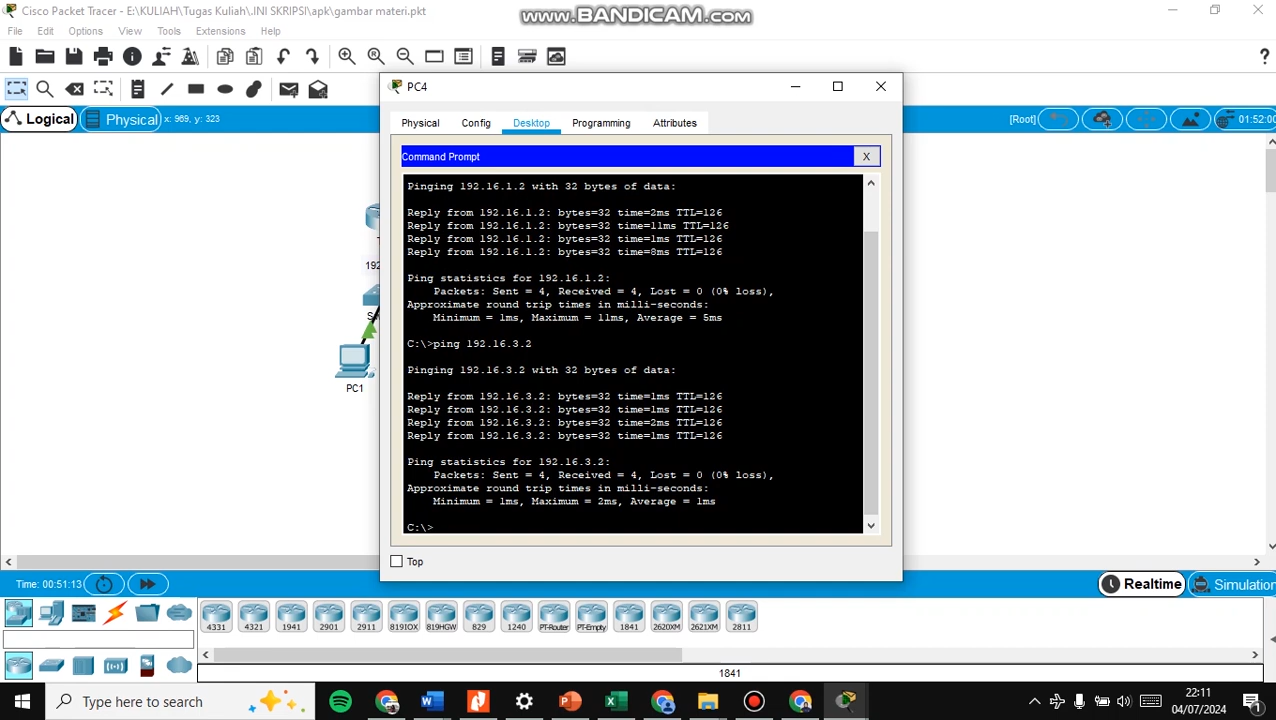 Cisco Packet Tracer - E:\KULIAH\Tugas Kuliah\.INI SKRIPSI\apk\gambar materi.pkt
www.BANDICAM.com
File Edit Options View Tools Extensions Help
?
PC4
Logical
Physical
x: 969, y: 323
[Root]
01:52:00
Physical Config Desktop Programming Attributes
Command Prompt
X
Pinging 192.16.1.2 with 32 bytes of data:
Reply from 192.16.1.2: bytes=32 time=2ms TTL=126
Reply from 192.16.1.2: bytes=32 time=11ms TTL=126
Reply from 192.16.1.2: bytes=32 time=1ms TTL=126
Reply from 192.16.1.2: bytes=32 time=8ms TTL=126
Ping statistics for 192.16.1.2:
Packets: Sent = 4, Received = 4, Lost = 0 (0% loss),
Approximate round trip times in milli-seconds:
Minimum = 1ms, Maximum = 11ms, Average = 5ms
C:\>ping 192.16.3.2
Pinging 192.16.3.2 with 32 bytes of data:
Reply from 192.16.3.2: bytes=32 time=1ms TTL=126
Reply from 192.16.3.2: bytes=32 time=1ms TTL=126
Reply from 192.16.3.2: bytes=32 time=2ms TTL=126
Reply from 192.16.3.2: bytes=32 time=1ms TTL=126
Ping statistics for 192.16.3.2:
Packets: Sent = 4, Received = 4, Lost = 0 (0% loss),
Approximate round trip times in milli-seconds:
Minimum = 1ms, Maximum = 2ms, Average = 1ms
C:\>
192
PC1
Top
Time: 00:51:13
Realtime
Simulation
4331 4321 1941 2901 2911 819IOX 819HGW 829 1240 PT-Router PT-Empty 1841 2620XM 2621XM 2811
1841
Type here to search
22:11
04/07/2024
1